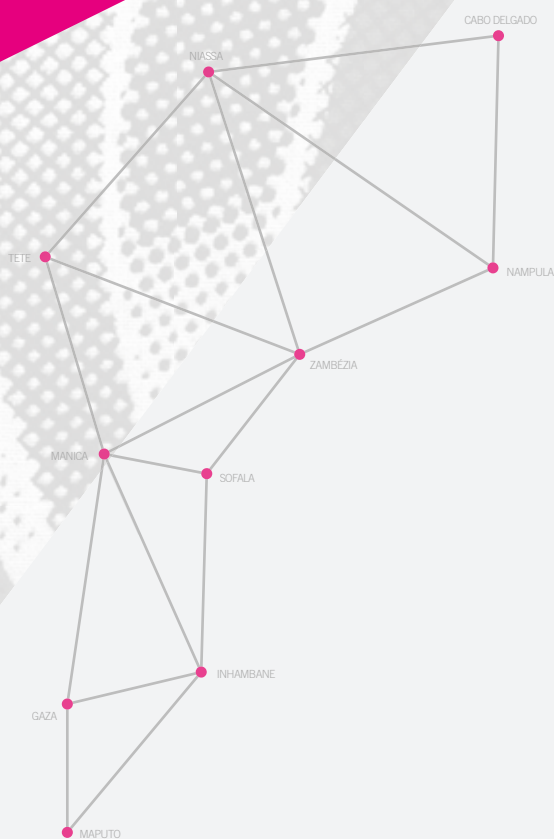 CABO DELGADO
NIASSA
TETE
NAMPULA
ZAMBÉZIA
MANICA
SOFALA
INHAMBANE
GAZA
MAPUTO